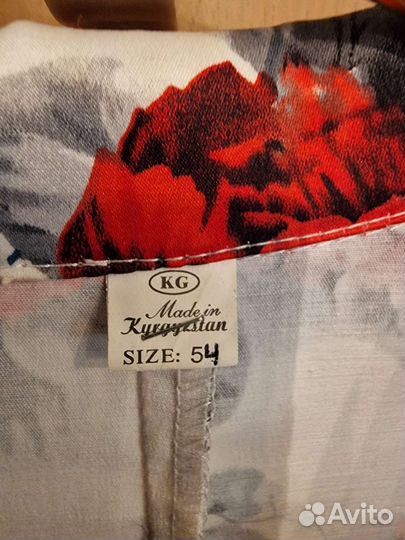 KG
Made in
Kyrgyzstan
SIZE: 54
Avito